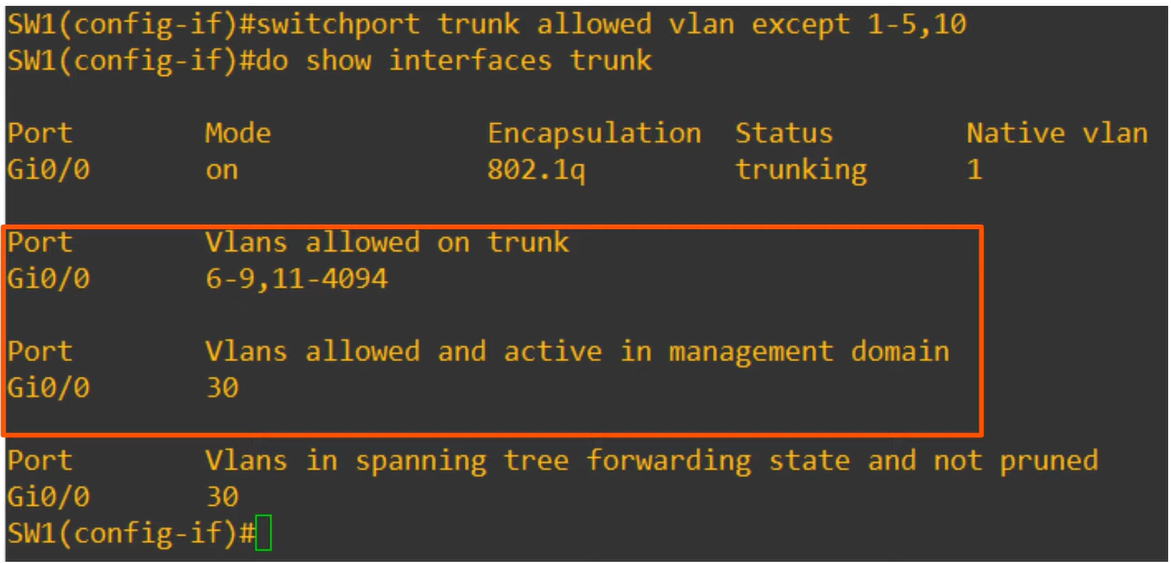 SW1(config-if)#switchport trunk allowed vlan except 1-5,10
SW1(config-if)#do show interfaces trunk
Port        Mode               Encapsulation  Status        Native vlan
Gi0/0       on                 802.1q         trunking      1
Port        Vlans allowed on trunk
Gi0/0       6-9,11-4094
Port        Vlans allowed and active in management domain
Gi0/0       30
Port        Vlans in spanning tree forwarding state and not pruned
Gi0/0       30
SW1(config-if)#